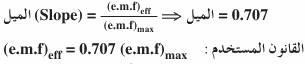 الميل (Slope) = (e.m.f)eff / (e.m.f)max ⟹ الميل = 0.707
القانون المستخدم : (e.m.f)eff = 0.707 (e.m.f)max